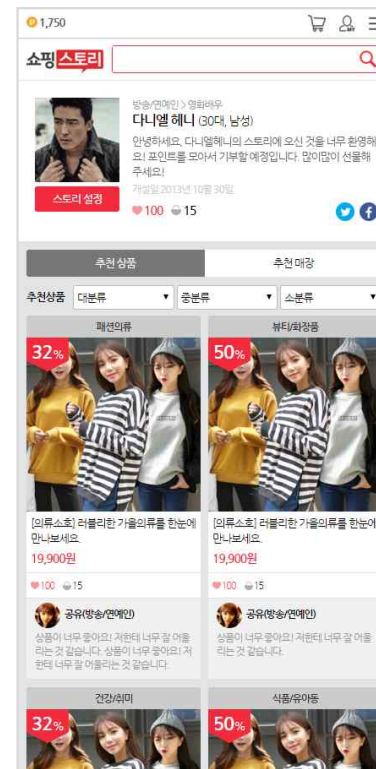 1,750
쇼핑스토리
방송/연예인 > 영화배우
다니엘 헤니 (30대, 남성)
안녕하세요, 다니엘헤니의 스토리에 오신 것을 너무 환영해
요! 포인트를 모아서 기부할 예정입니다. 많이많이 선물해
주세요!
개설일 2013년 10월 30일
스토리 설정
100 15
추천 상품 추천 매장
추천상품 대분류 중분류 소분류
패션의류 뷰티/화장품
32% 50%
[의류소호] 러블리한 가을의류를 한눈에 [의류소호] 러블리한 가을의류를 한눈에
만나보세요 만나보세요
19,900원 19,900원
100 15 100 15
공유(방송/연예인) 공유(방송/연예인)
상품이 너무 좋아요! 저한테 너무 잘 어울 상품이 너무 좋아요! 저한테 너무 잘 어울
리는 것 같습니다. 상품이 너무 좋아요! 저 리는 것 같습니다.
한테 너무 잘 어울리는 것 같습니다.
건강/취미 식품/유아동
32% 50%